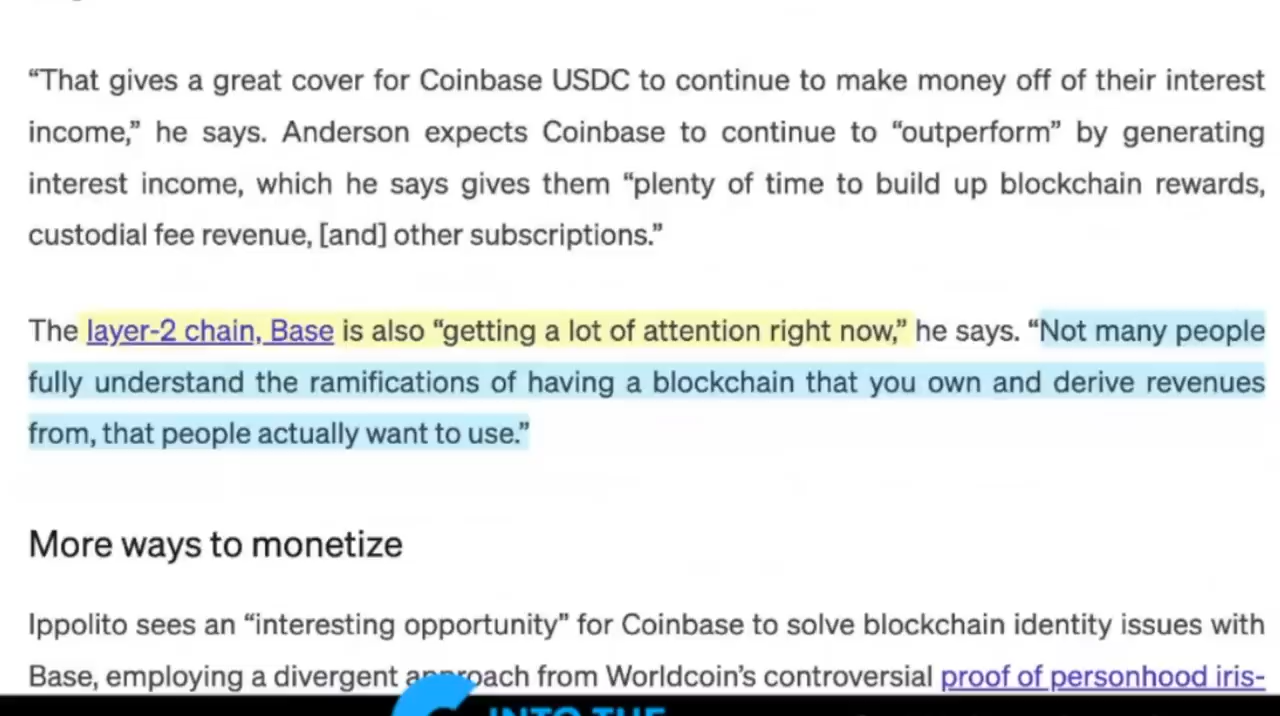 “That gives a great cover for Coinbase USDC to continue to make money off of their interest
income,” he says. Anderson expects Coinbase to continue to “outperform” by generating
interest income, which he says gives them “plenty of time to build up blockchain rewards,
custodial fee revenue, [and] other subscriptions.”
The layer-2 chain, Base is also “getting a lot of attention right now,” he says. “Not many people
fully understand the ramifications of having a blockchain that you own and derive revenues
from, that people actually want to use.”
More ways to monetize
Ippolito sees an “interesting opportunity” for Coinbase to solve blockchain identity issues with
Base, employing a divergent approach from Worldcoin’s controversial proof of personhood iris-
INTO THE